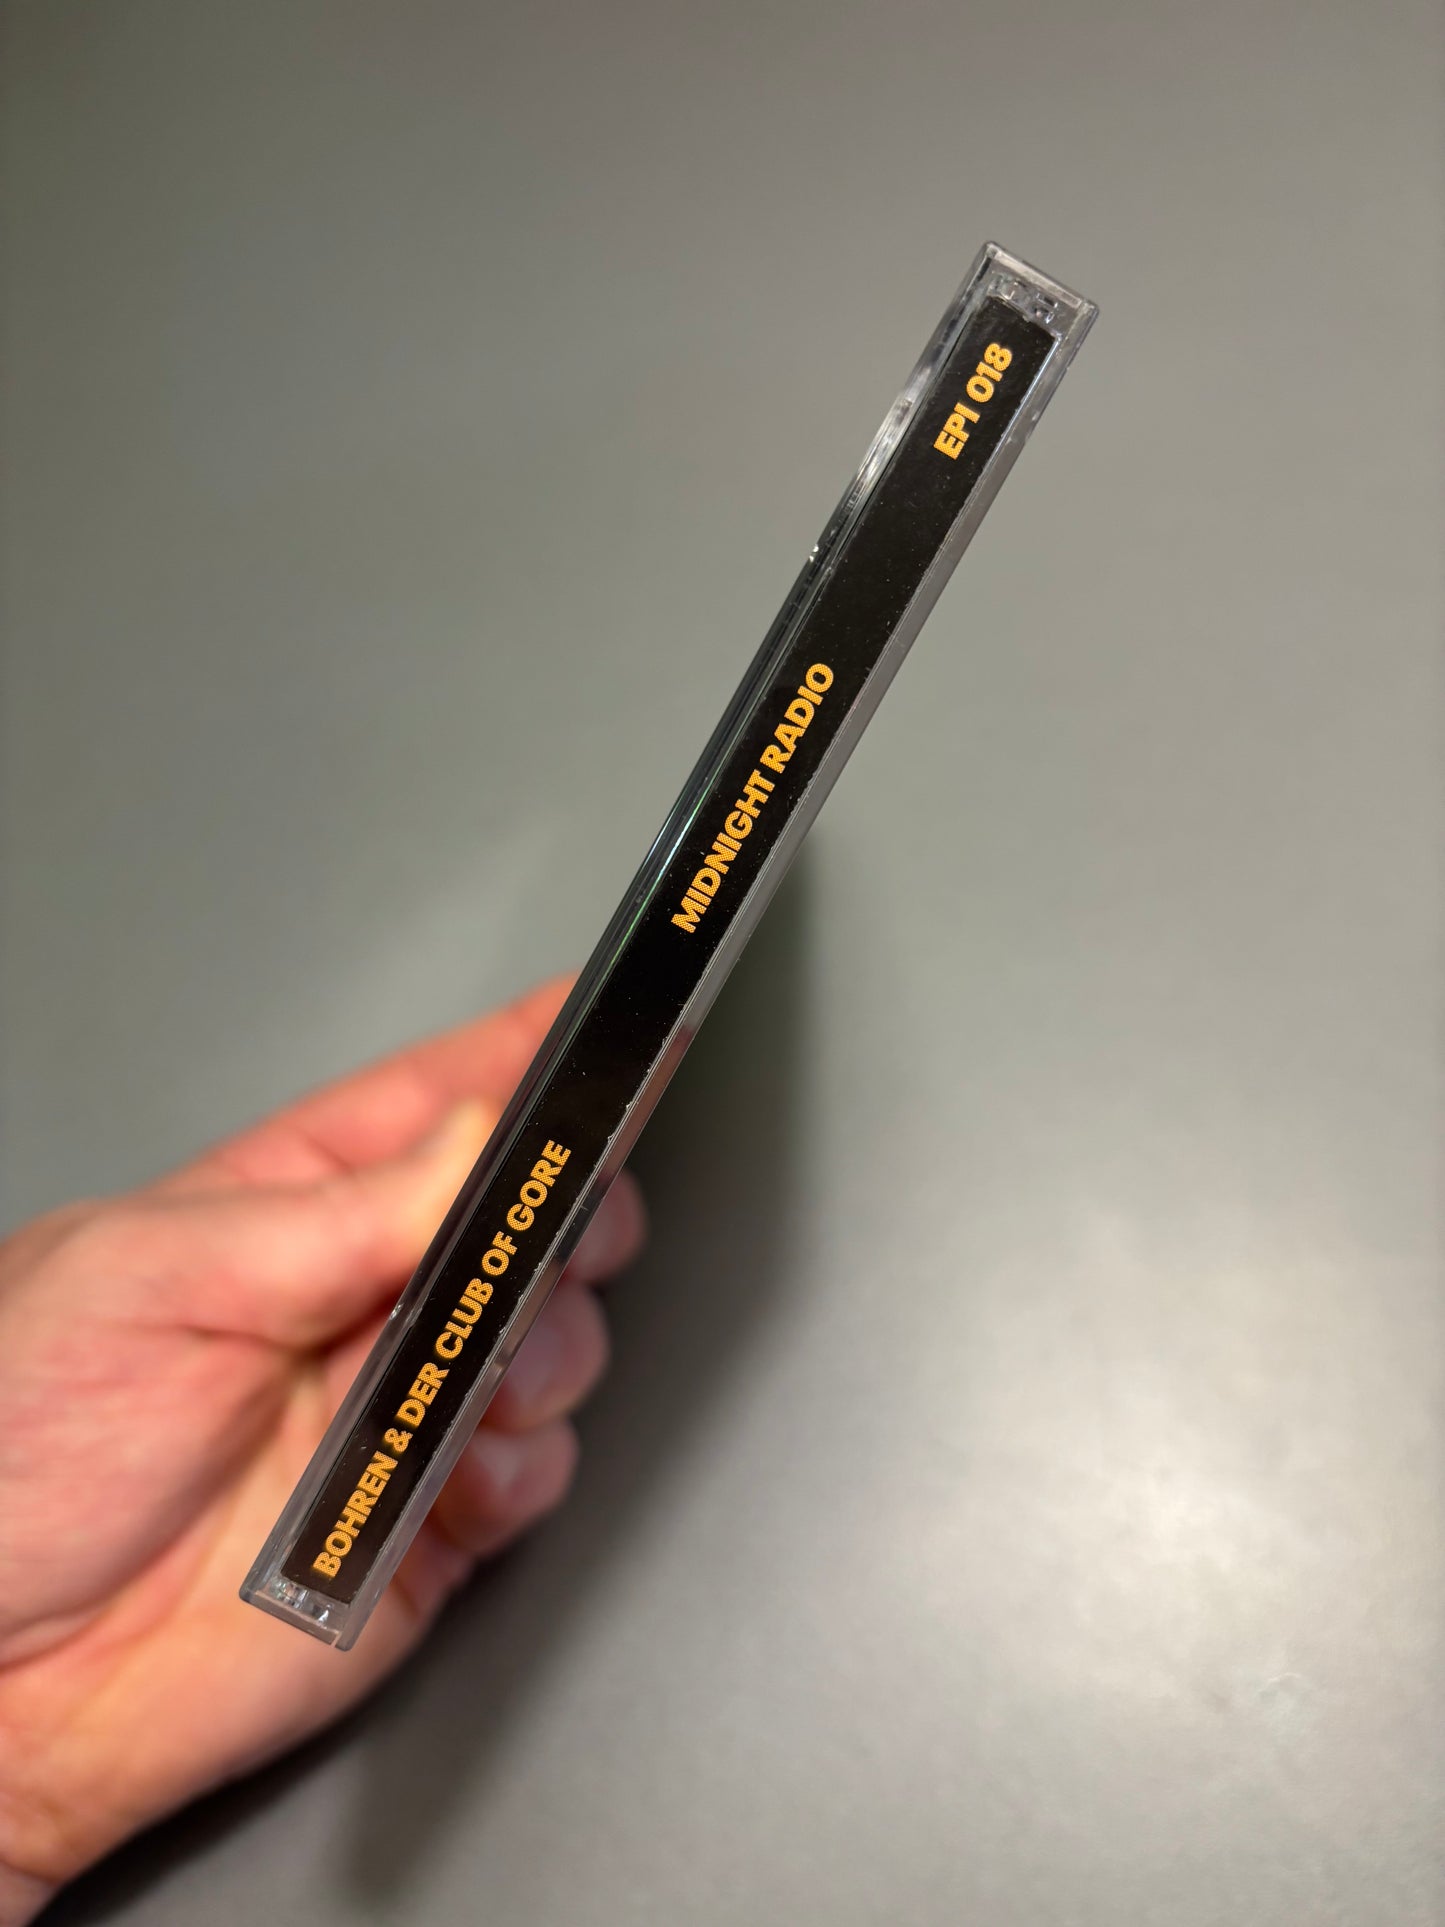 BOHREN & DER CLUB OF GORE
MIDNIGHT RADIO
EPI 018